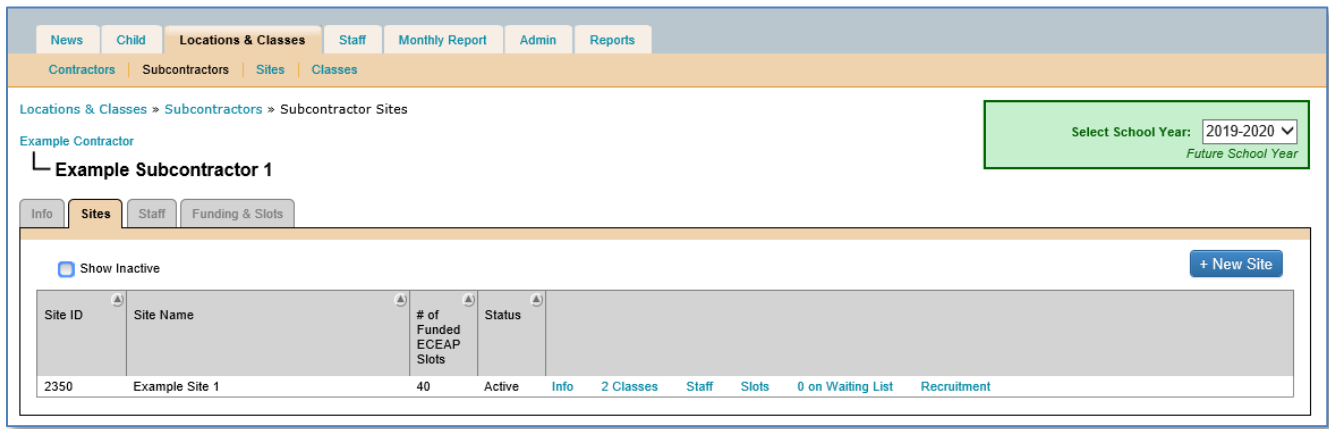 News Child Locations & Classes Staff Monthly Report Admin Reports
Contractors Subcontractors Sites Classes
Locations & Classes » Subcontractors » Subcontractor Sites
Select School Year: 2019-2020
Future School Year
Example Contractor
Example Subcontractor 1
Info Sites Staff Funding & Slots
Show Inactive
+ New Site
Site ID Site Name # of Funded ECEAP Slots Status
2350 Example Site 1 40 Active Info 2 Classes Staff Slots 0 on Waiting List Recruitment